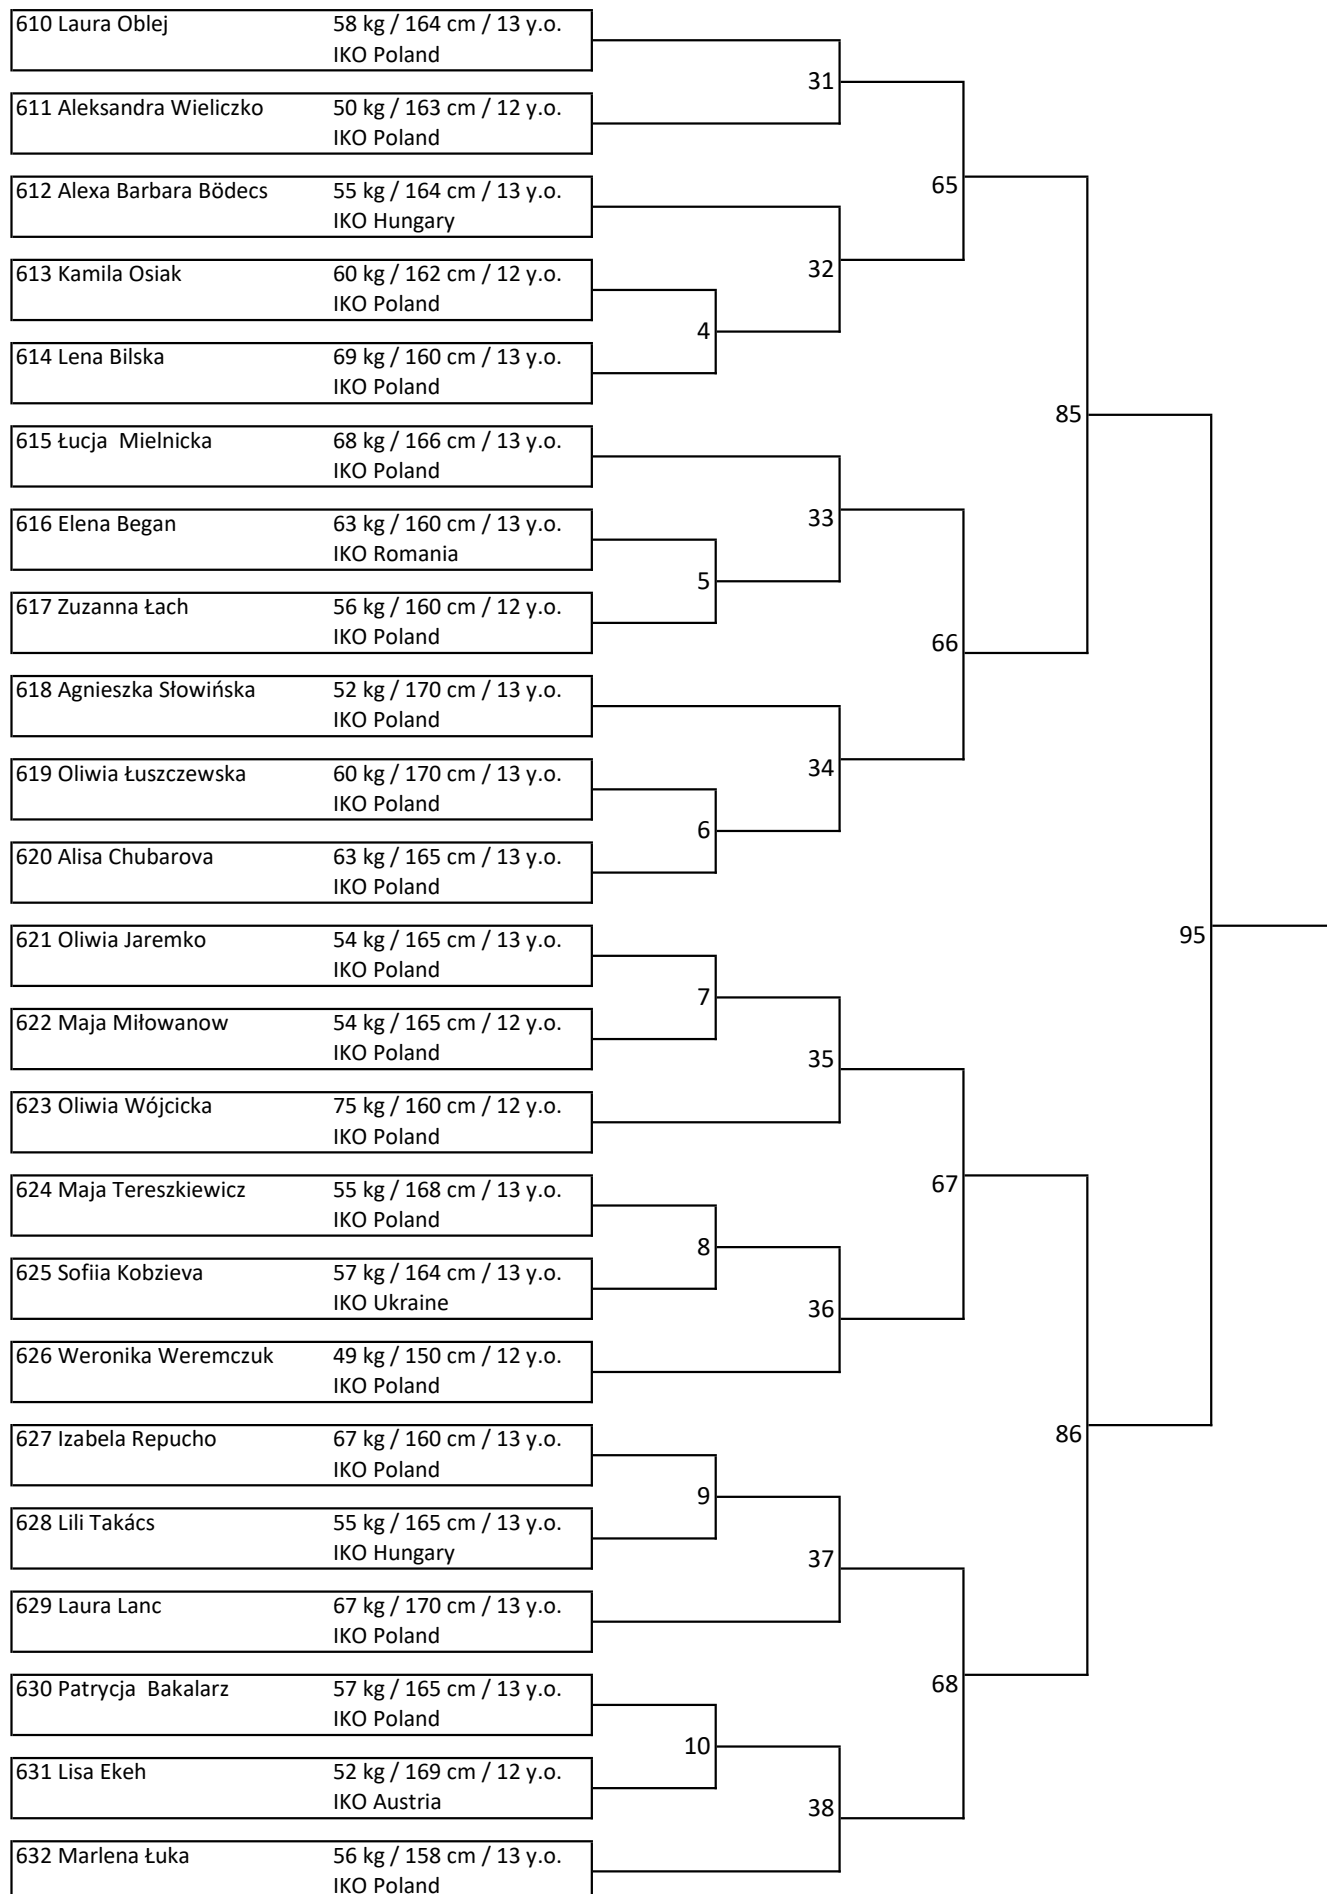 610 Laura Oblej 58 kg / 164 cm / 13 y.o.
IKO Poland
31
611 Aleksandra Wieliczko 50 kg / 163 cm / 12 y.o.
IKO Poland
65
612 Alexa Barbara Bödecs 55 kg / 164 cm / 13 y.o.
IKO Hungary
32
613 Kamila Osiak 60 kg / 162 cm / 12 y.o.
IKO Poland
4
614 Lena Bilska 69 kg / 160 cm / 13 y.o.
IKO Poland
85
615 Łucja  Mielnicka 68 kg / 166 cm / 13 y.o.
IKO Poland
33
616 Elena Began 63 kg / 160 cm / 13 y.o.
IKO Romania
5
617 Zuzanna Łach 56 kg / 160 cm / 12 y.o.
IKO Poland
66
618 Agnieszka Słowińska 52 kg / 170 cm / 13 y.o.
IKO Poland
34
619 Oliwia Łuszczewska 60 kg / 170 cm / 13 y.o.
IKO Poland
6
620 Alisa Chubarova 63 kg / 165 cm / 13 y.o.
IKO Poland
95
621 Oliwia Jaremko 54 kg / 165 cm / 13 y.o.
IKO Poland
7
622 Maja Miłowanow 54 kg / 165 cm / 12 y.o.
IKO Poland
35
623 Oliwia Wójcicka 75 kg / 160 cm / 12 y.o.
IKO Poland
67
624 Maja Tereszkiewicz 55 kg / 168 cm / 13 y.o.
IKO Poland
8
625 Sofiia Kobzieva 57 kg / 164 cm / 13 y.o.
IKO Ukraine
36
626 Weronika Weremczuk 49 kg / 150 cm / 12 y.o.
IKO Poland
86
627 Izabela Repucho 67 kg / 160 cm / 13 y.o.
IKO Poland
9
628 Lili Takács 55 kg / 165 cm / 13 y.o.
IKO Hungary
37
629 Laura Lanc 67 kg / 170 cm / 13 y.o.
IKO Poland
68
630 Patrycja  Bakalarz 57 kg / 165 cm / 13 y.o.
IKO Poland
10
631 Lisa Ekeh 52 kg / 169 cm / 12 y.o.
IKO Austria
38
632 Marlena Łuka 56 kg / 158 cm / 13 y.o.
IKO Poland